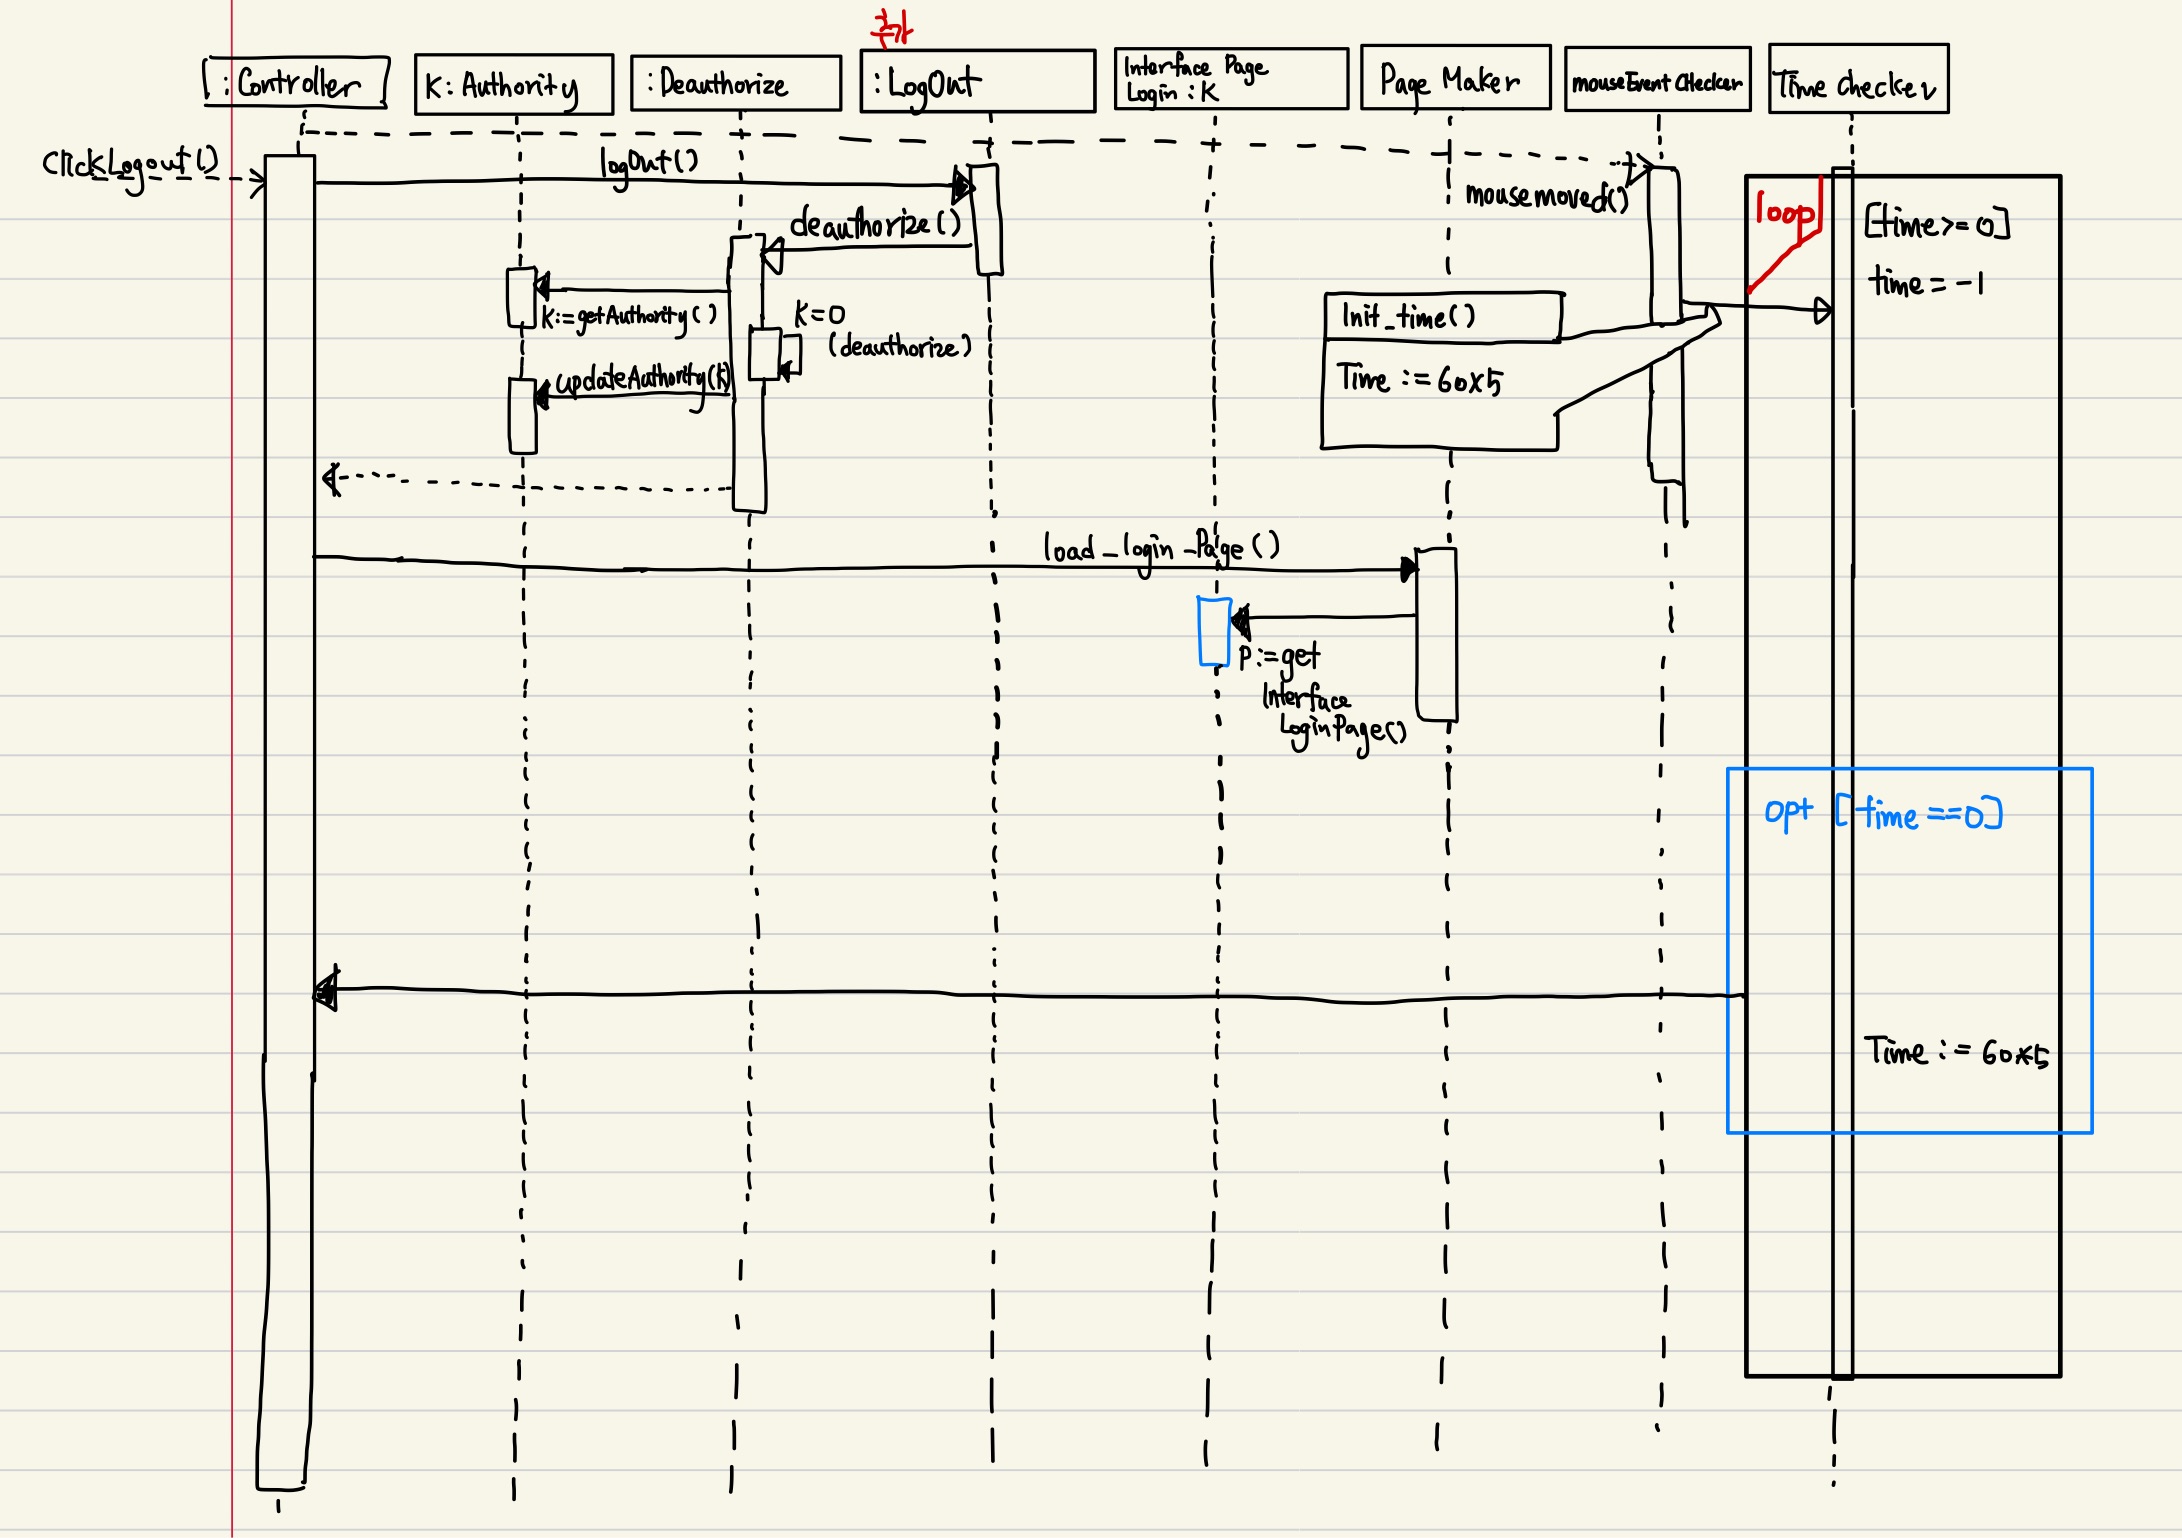 추가
:Controller
K:Authority
:Deauthorize
:LogOut
Interface Page
Login : K
Page Maker
mouseEvent Checker
Time checker
ClickLogout()
logOut()
mousemoved()
loop
[time>=0]
time = -1
deauthorize()
K:=getAuthority()
K=0
(deauthorize)
updateAuthority(K)
Init_time()
Time := 60x5
load_login_Page()
P:=get
Interface
LoginPage()
opt [time==0]
Time := 60*5